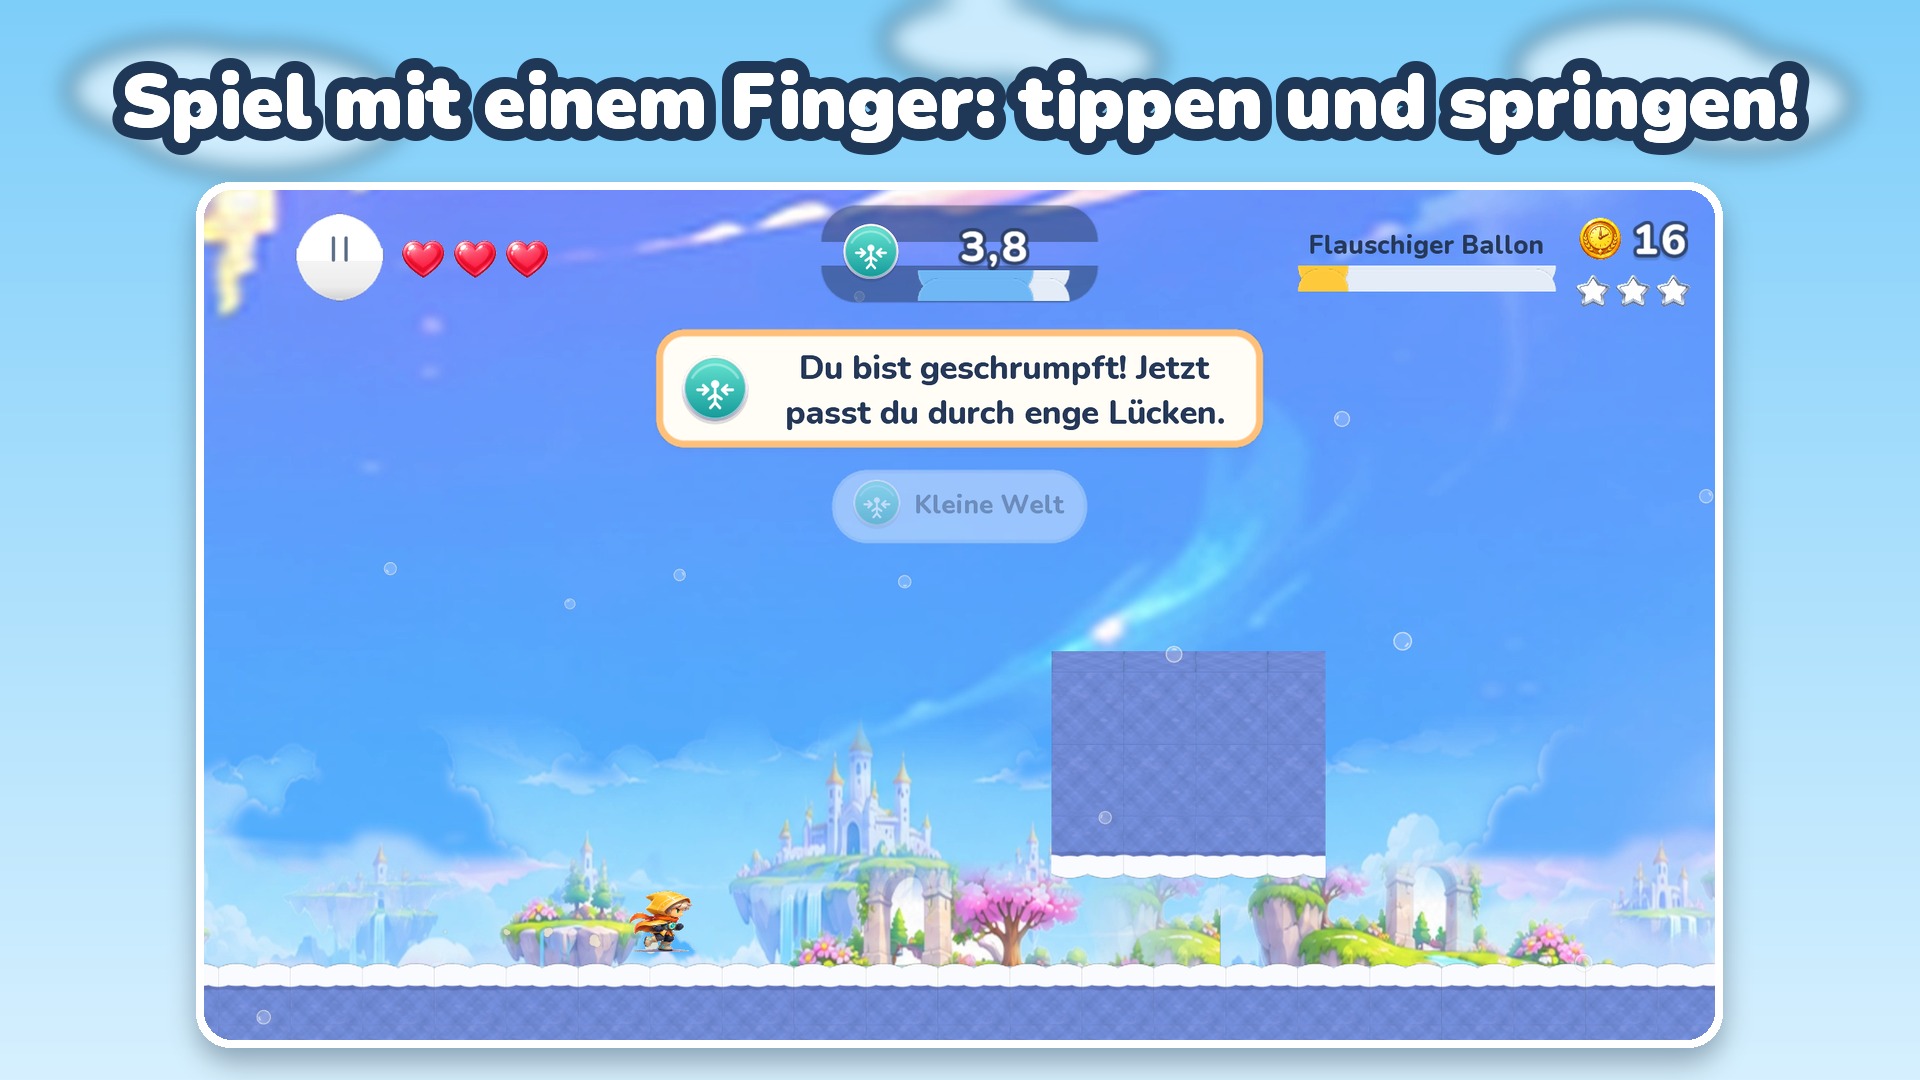 Spiel mit einem Finger: tippen und springen!
3,8
Flauschiger Ballon
16
Du bist geschrumpft! Jetzt
passt du durch enge Lücken.
Kleine Welt